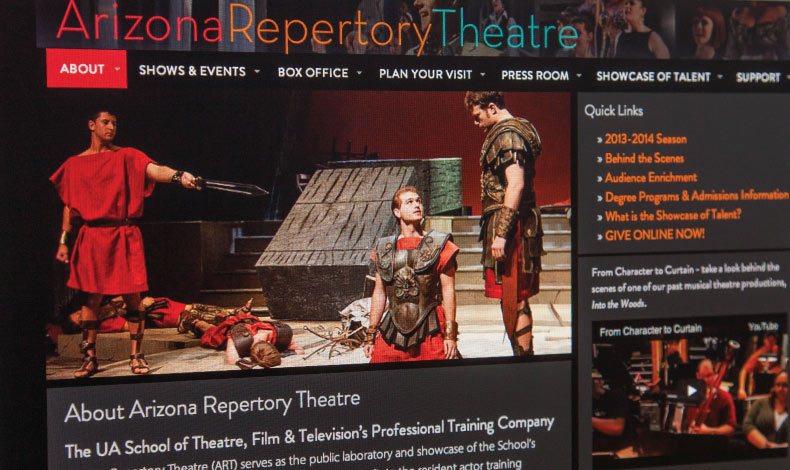 ArizonaRepertoryTheatre
ABOUT SHOWS & EVENTS BOX OFFICE PLAN YOUR VISIT PRESS ROOM SHOWCASE OF TALENT SUPPORT
Quick Links
» 2013-2014 Season
» Behind the Scenes
» Audience Enrichment
» Degree Programs & Admissions Information
» What is the Showcase of Talent?
» GIVE ONLINE NOW!
From Character to Curtain - take a look behind the
scenes of one of our past musical theatre productions,
Into the Woods.
From Character to Curtain YouTube
About Arizona Repertory Theatre
The UA School of Theatre, Film & Television's Professional Training Company
Repertory Theatre (ART) serves as the public laboratory and showcase of the School's
the resident actor training